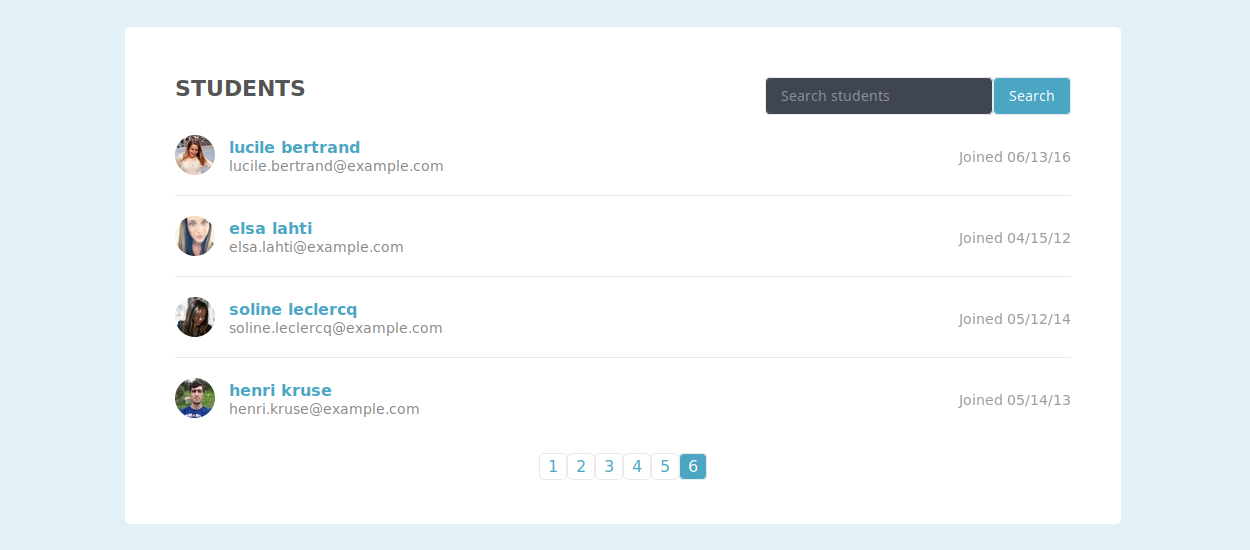 STUDENTS
Search students
Search
lucile bertrand
lucile.bertrand@example.com
Joined 06/13/16
elsa lahti
elsa.lahti@example.com
Joined 04/15/12
soline leclercq
soline.leclercq@example.com
Joined 05/12/14
henri kruse
henri.kruse@example.com
Joined 05/14/13
1 2 3 4 5 6